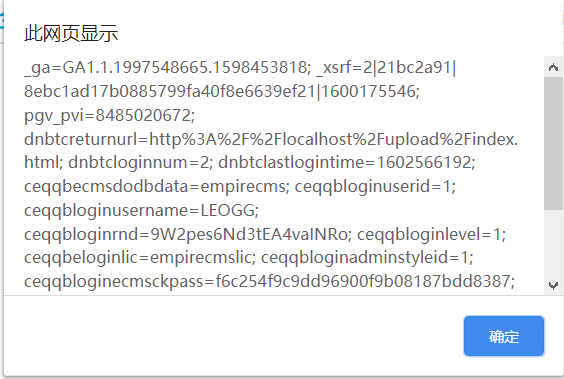 此网页显示
_ga=GA1.1.1997548665.1598453818; _xsrf=2|21bc2a91|
8ebc1ad17b0885799fa40f8e6639ef21|1600175546;
pgv_pvi=8485020672;
dnbtcreturnurl=http%3A%2F%2Flocalhost%2Fupload%2Findex.
html; dnbtcloginnum=2; dnbtclastlogintime=1602566192;
ceqqbecmsdodbdata=empirecms; ceqqbloginuserid=1;
ceqqbloginusername=LEOGG;
ceqqbloginrnd=9W2pes6Nd3tEA4vaINRo; ceqqbloginlevel=1;
ceqqbeloginlic=empirecmslic; ceqqbloginadminstyleid=1;
ceqqbloginecmsckpass=f6c254f9c9dd96900f9b08187bdd8387;
确定